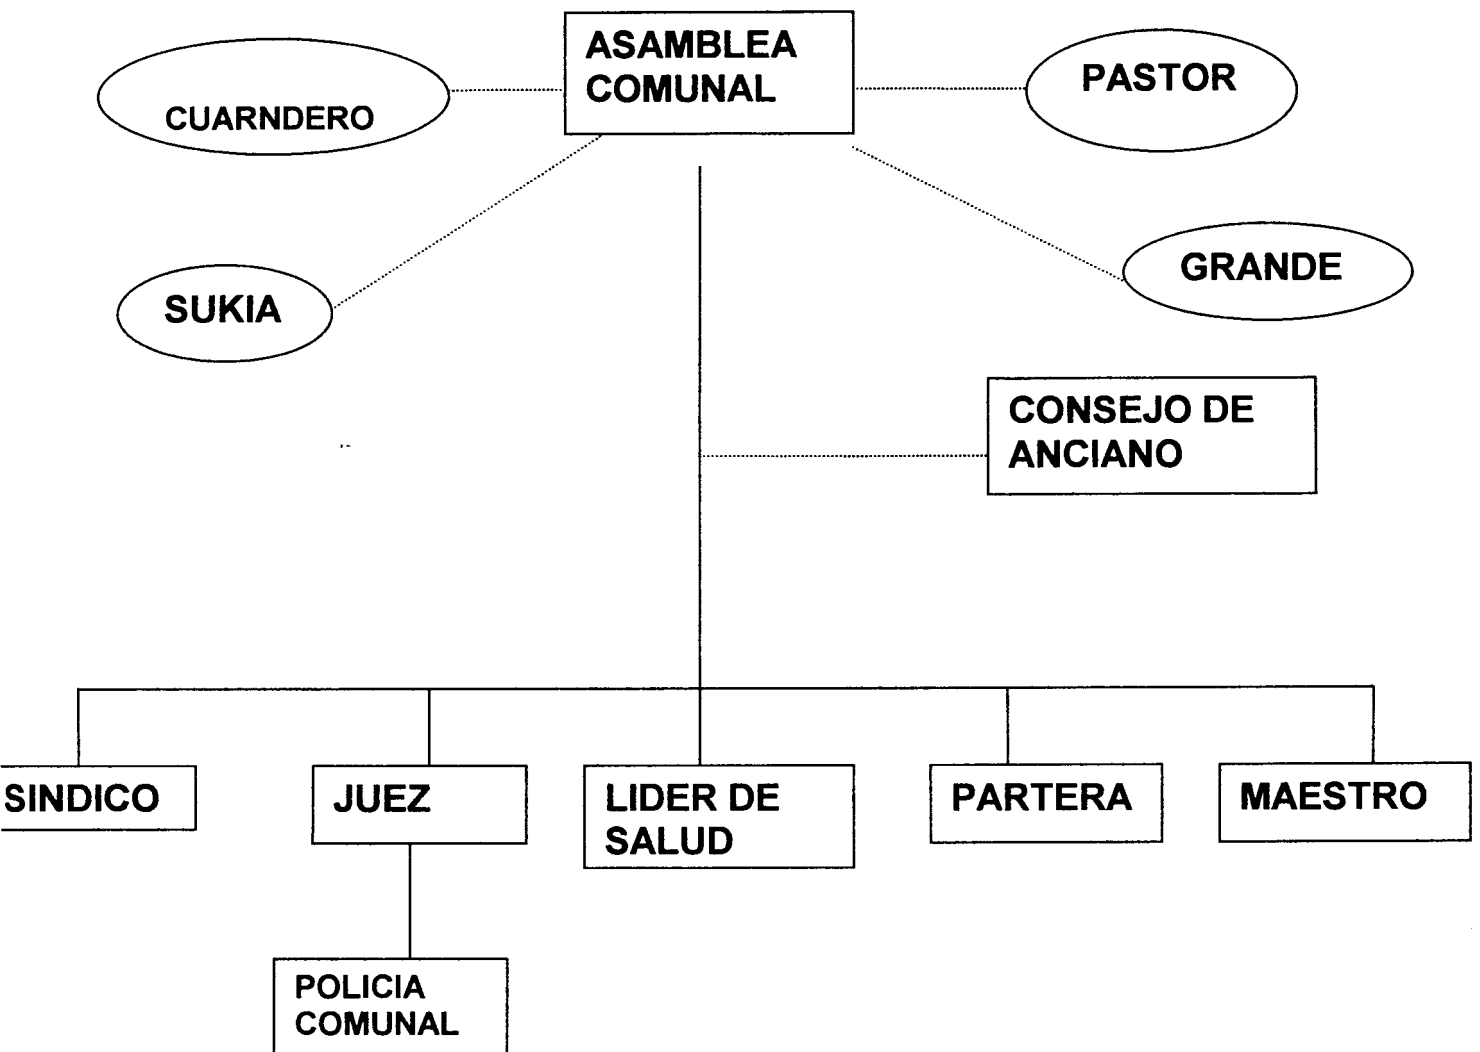 ASAMBLEA
COMUNAL
PASTOR
CUARNDERO
GRANDE
SUKIA
CONSEJO DE
ANCIANO
SINDICO
JUEZ
LIDER DE
SALUD
PARTERA
MAESTRO
POLICIA
COMUNAL